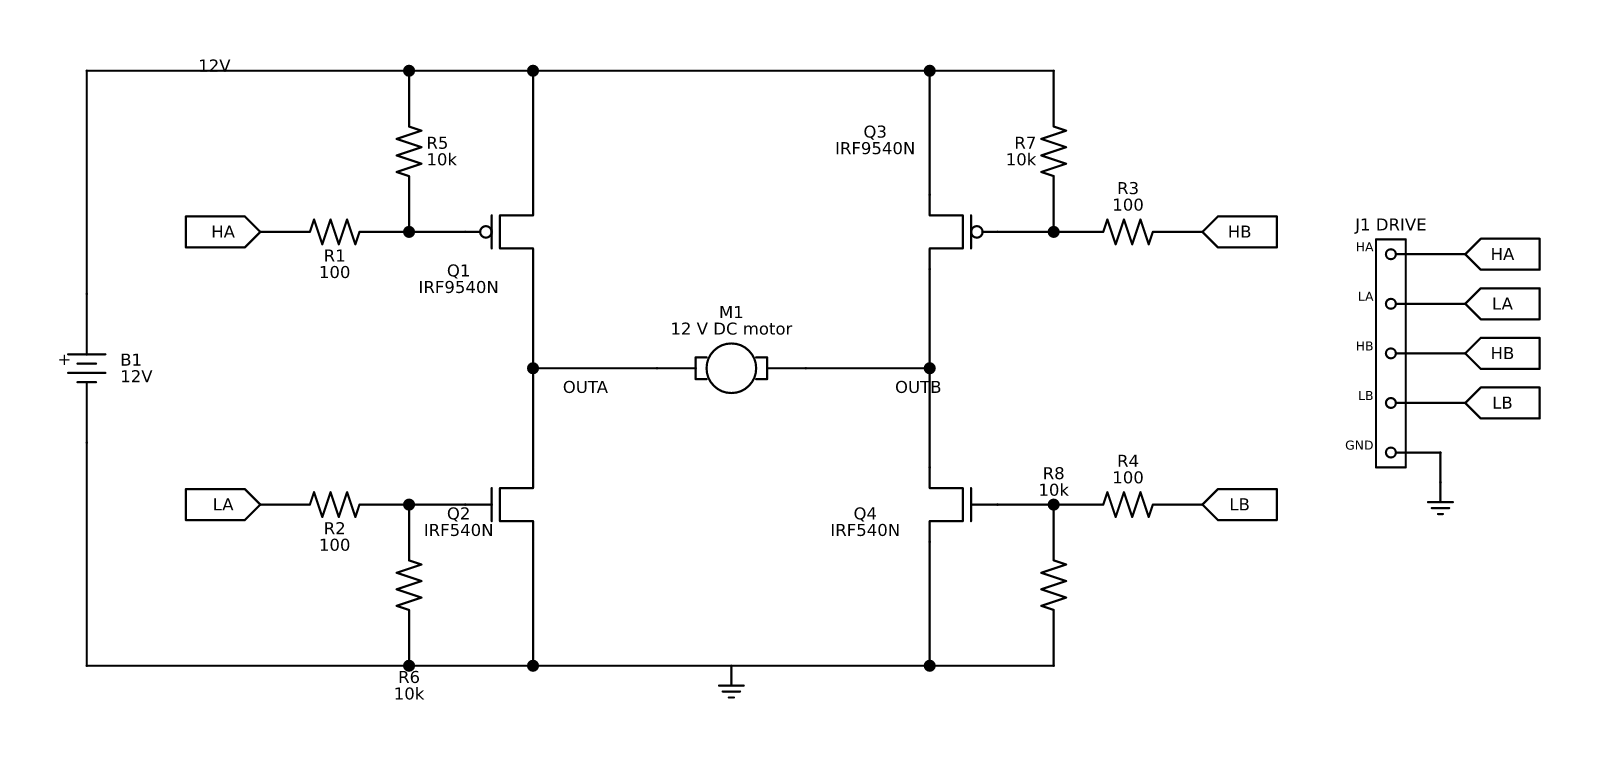 12V
R5
10k
HA
R1
100
Q1
IRF9540N
Q3
IRF9540N
R7
10k
R3
100
HB
M1
12 V DC motor
OUTA
OUTB
+
B1
12V
LA
R2
100
Q2
IRF540N
R6
10k
Q4
IRF540N
R8
10k
R4
100
LB
J1 DRIVE
HA
HA
LA
LA
HB
HB
LB
LB
GND